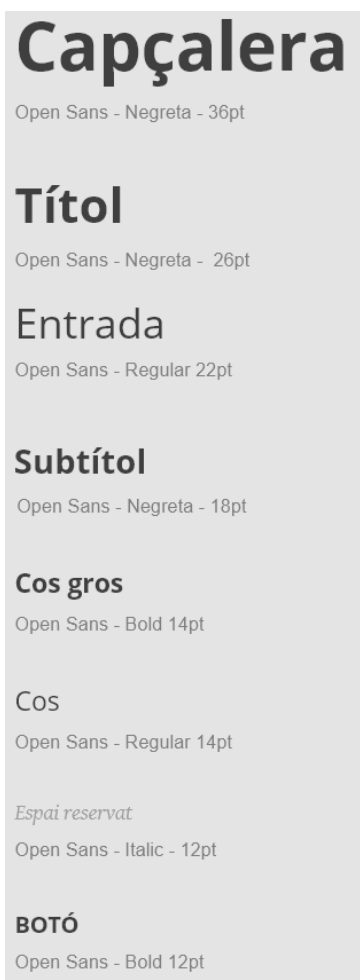 Capçalera
Open Sans - Negreta - 36pt
Títol
Open Sans - Negreta - 26pt
Entrada
Open Sans - Regular 22pt
Subtítol
Open Sans - Negreta - 18pt
Cos gros
Open Sans - Bold 14pt
Cos
Open Sans - Regular 14pt
Espai reservat
Open Sans - Italic - 12pt
BOTÓ
Open Sans - Bold 12pt